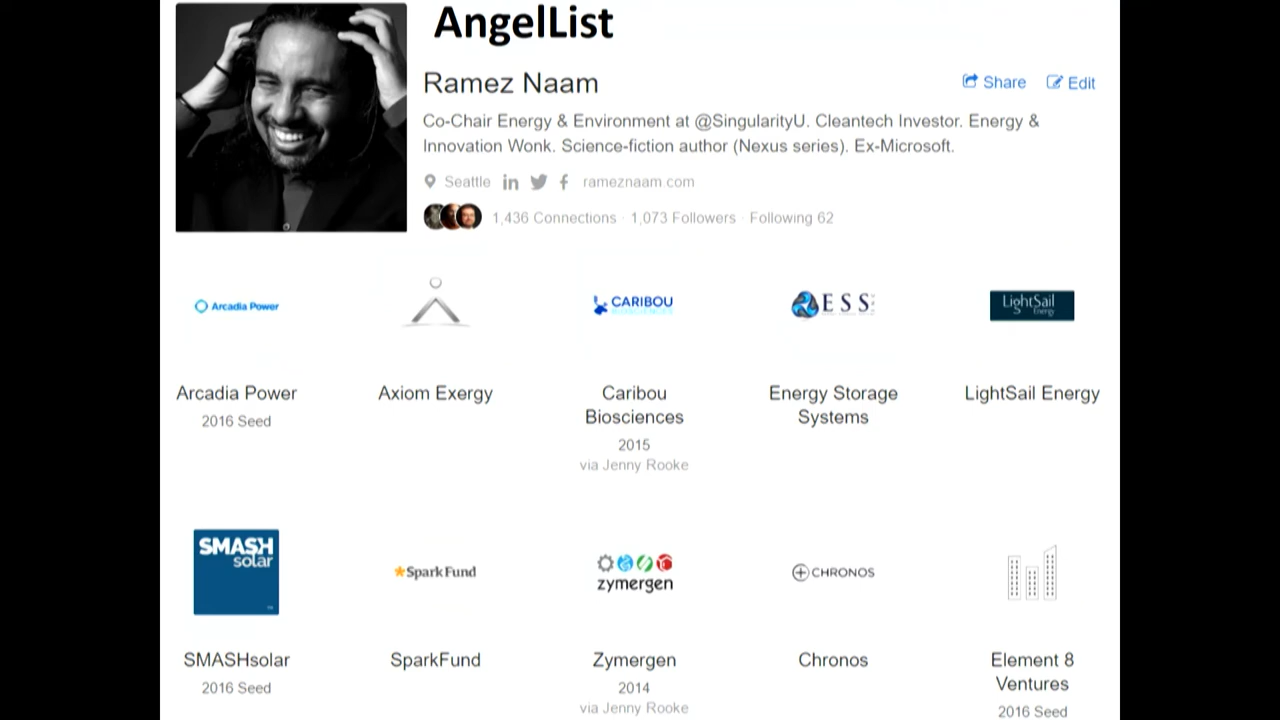 AngelList
Ramez Naam
Share Edit
Co-Chair Energy & Environment at @SingularityU. Cleantech Investor. Energy &
Innovation Wonk. Science-fiction author (Nexus series). Ex-Microsoft.
Seattle in f rameznaam.com
1,436 Connections · 1,073 Followers · Following 62
Arcadia Power
CARIBOU
BIOSCIENCES
ESS
LightSail
Energy
Arcadia Power
Axiom Exergy
Caribou
Biosciences
Energy Storage
Systems
LightSail Energy
2016 Seed
2015
via Jenny Rooke
SMASH
solar
SparkFund
zymergen
CHRONOS
SMASHsolar
SparkFund
Zymergen
Chronos
Element 8
Ventures
2016 Seed
2014
via Jenny Rooke
2016 Seed